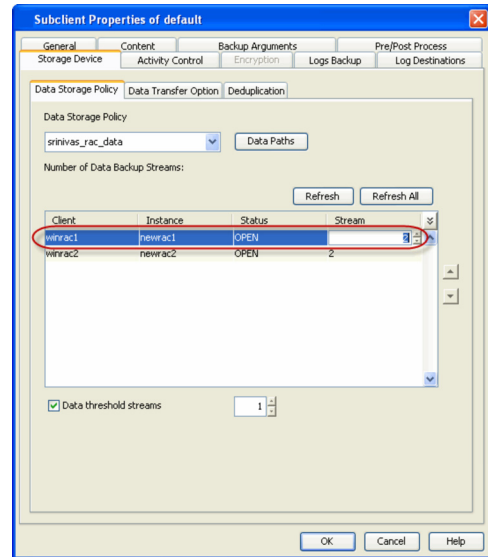 Subclient Properties of default
General Content Backup Arguments Pre/Post Process
Storage Device Activity Control Encryption Logs Backup Log Destinations
Data Storage Policy Data Transfer Option Deduplication
Data Storage Policy
srinivas_rac_data Data Paths
Number of Data Backup Streams:
Refresh Refresh All
Client Instance Status Stream
winrac1 newrac1 OPEN 2
winrac2 newrac2 OPEN 2
Data threshold streams 1
OK Cancel Help